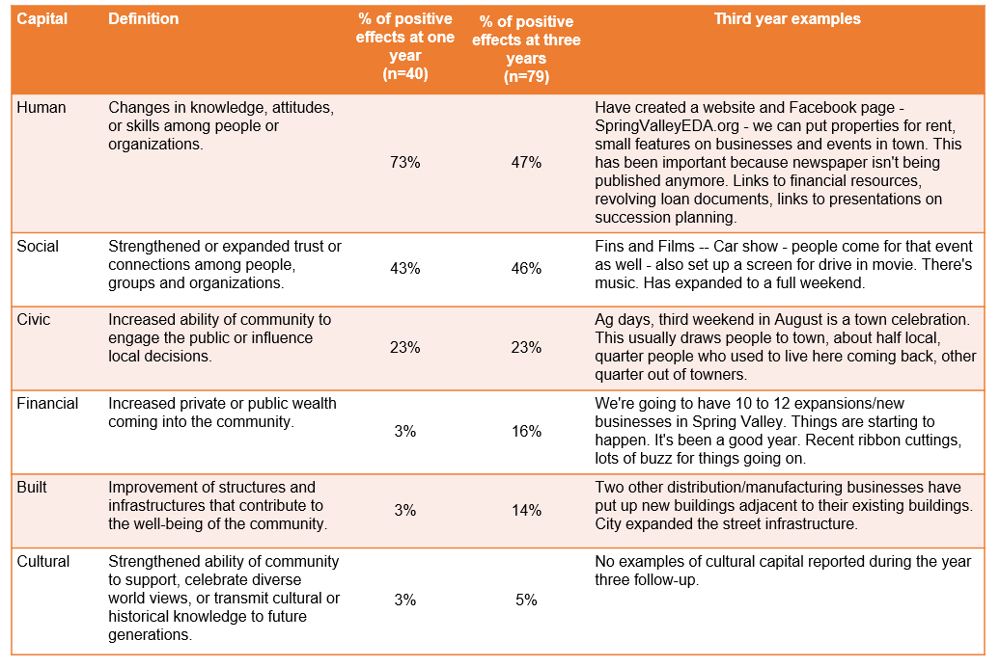 Capital
Definition
% of positive
effects at one
year
(n=40)
% of positive
effects at three
years
(n=79)
Third year examples
Human
Changes in knowledge, attitudes,
or skills among people or
organizations.
73%
47%
Have created a website and Facebook page -
SpringValleyEDA.org - we can put properties for rent,
small features on businesses and events in town. This
has been important because newspaper isn't being
published anymore. Links to financial resources,
revolving loan documents, links to presentations on
succession planning.
Social
Strengthened or expanded trust or
connections among people,
groups and organizations.
43%
46%
Fins and Films -- Car show - people come for that event
as well - also set up a screen for drive in movie. There's
music. Has expanded to a full weekend.
Civic
Increased ability of community to
engage the public or influence
local decisions.
23%
23%
Ag days, third weekend in August is a town celebration.
This usually draws people to town, about half local,
quarter people who used to live here coming back, other
quarter out of towners.
Financial
Increased private or public wealth
coming into the community.
3%
16%
We're going to have 10 to 12 expansions/new
businesses in Spring Valley. Things are starting to
happen. It's been a good year. Recent ribbon cuttings,
lots of buzz for things going on.
Built
Improvement of structures and
infrastructures that contribute to
the well-being of the community.
3%
14%
Two other distribution/manufacturing businesses have
put up new buildings adjacent to their existing buildings.
City expanded the street infrastructure.
Cultural
Strengthened ability of community
to support, celebrate diverse
world views, or transmit cultural or
historical knowledge to future
generations.
3%
5%
No examples of cultural capital reported during the year
three follow-up.